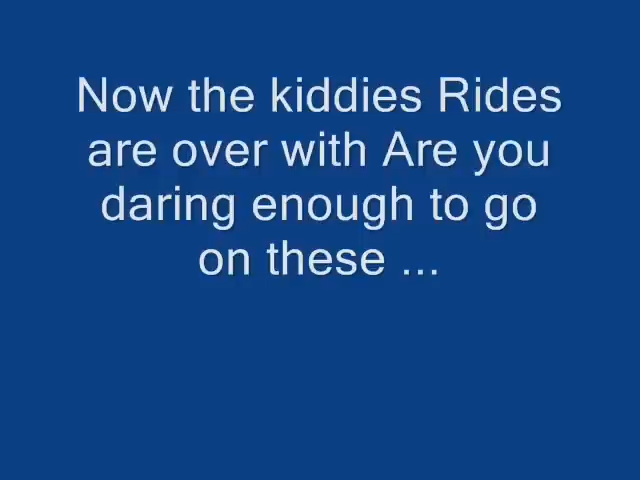 Now the kiddies Rides
are over with Are you
daring enough to go
on these ...